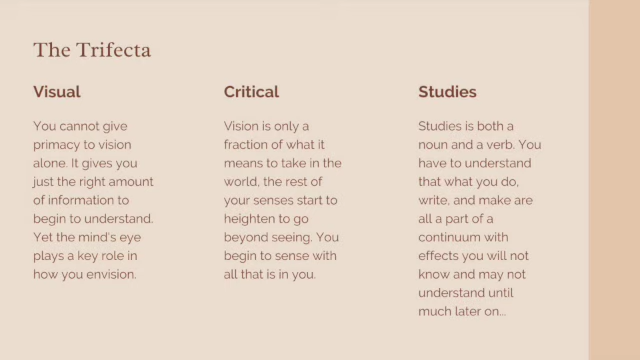 The Trifecta
Visual
You cannot give
primacy to vision
alone. It gives you
just the right amount
of information to
begin to understand.
Yet the mind's eye
plays a key role in
how you envision.
Critical
Vision is only a
fraction of what it
means to take in the
world, the rest of
your senses start to
heighten to go
beyond seeing. You
begin to sense with
all that is in you.
Studies
Studies is both a
noun and a verb. You
have to understand
that what you do,
write, and make are
all a part of a
continuum with
effects you will not
know and may not
understand until
much later on...